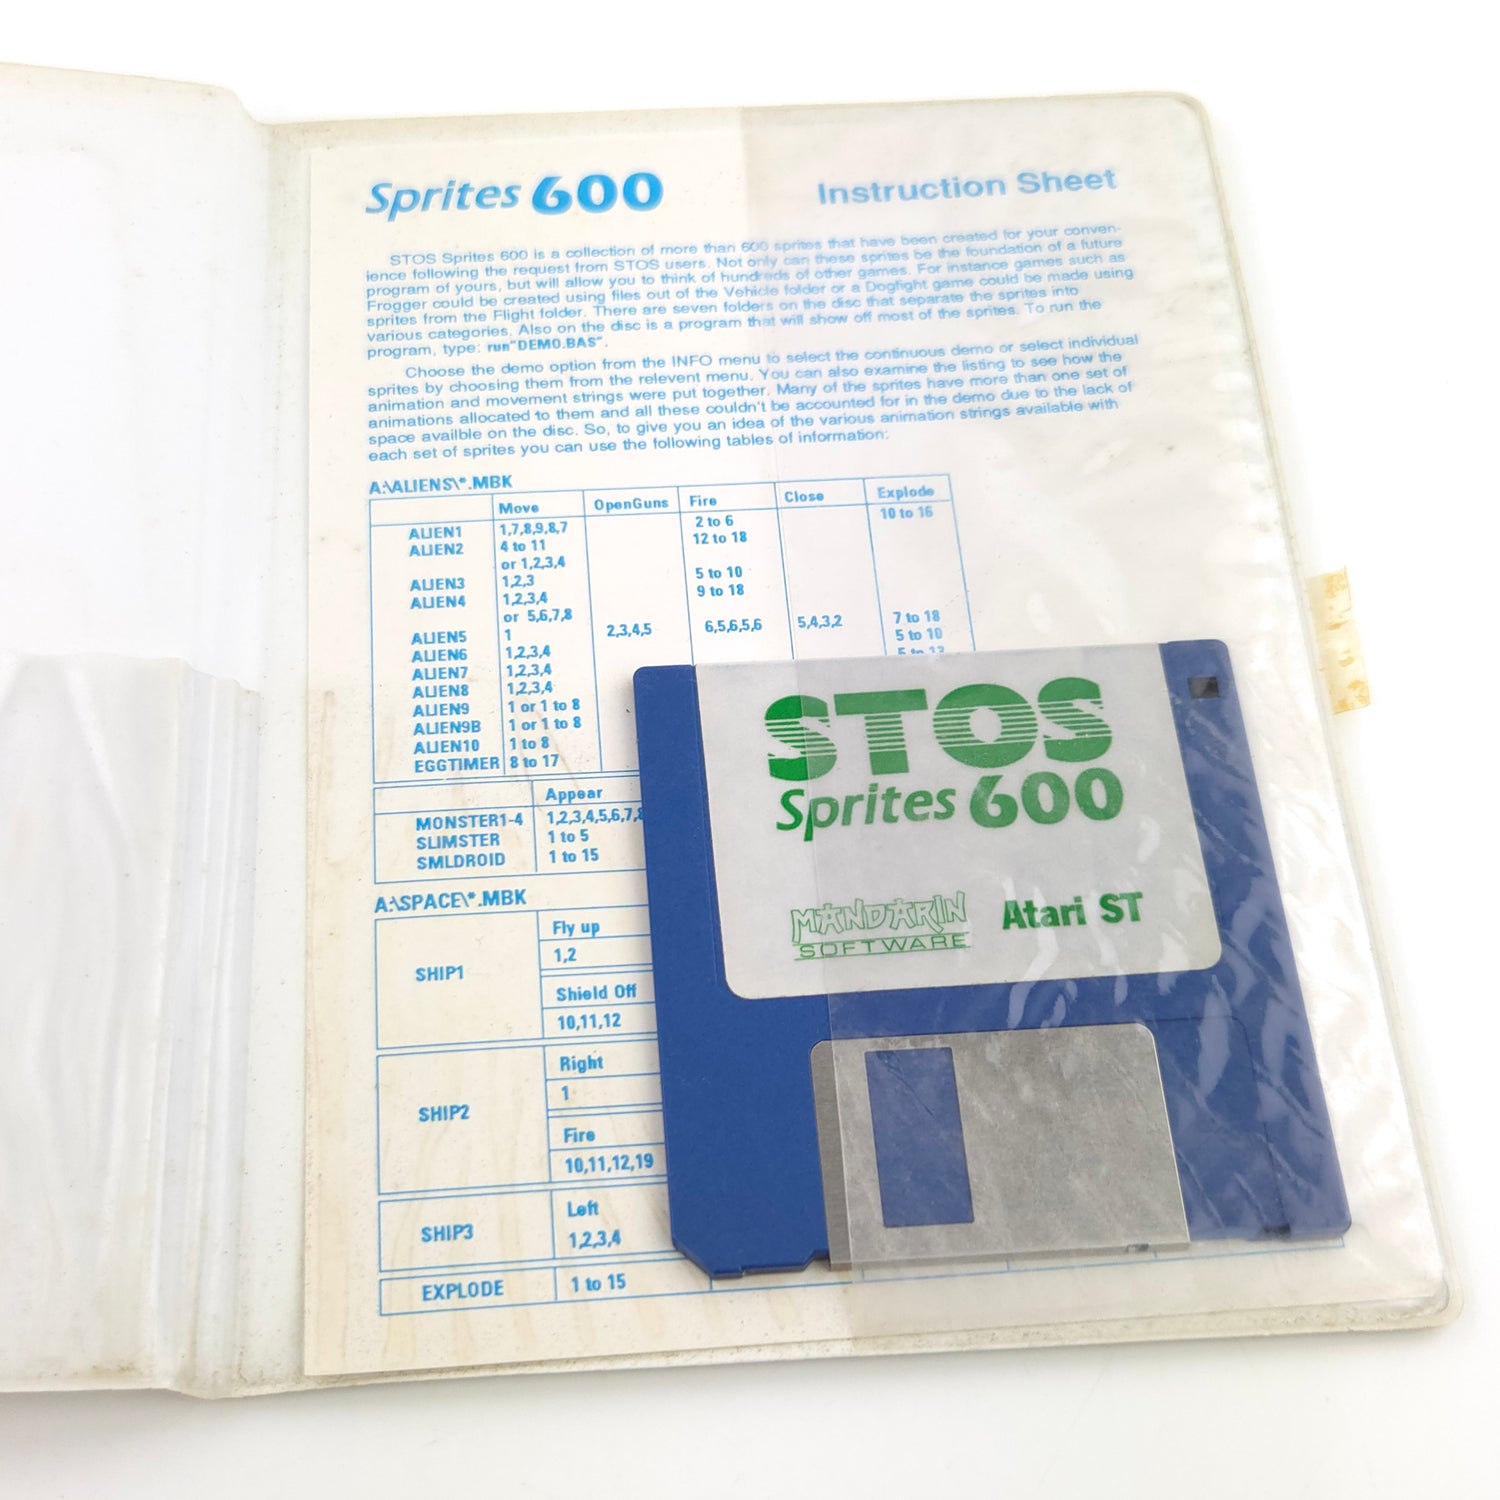 Sprites 600
Instruction Sheet
STOS Sprites 600 is a collection of more than 600 sprites that have been created for your conven-
ience following the request from STOS users. Not only can these sprites be the foundation of a future
program of yours, but will allow you to think of hundreds of other games. For instance games such as
Frogger could be created using files out of the Vehicle folder or a Dogfight game could be made using
sprites from the Flight folder. There are seven folders on the disc that separate the sprites into
various categories. Also on the disc is a program that will show off most of the sprites. To run the
program, type: run"DEMO.BAS".
Choose the demo option from the INFO menu to select the continuous demo or select individual
sprites by choosing them from the relevent menu. You can also examine the listing to see how the
animation and movement strings were put together. Many of the sprites have more than one set of
animations allocated to them and all these couldn't be accounted for in the demo due to the lack of
space availble on the disc. So, to give you an idea of the various animation strings available with
each set of sprites you can use the following tables of information:
A:\ALIENS\*.MBK
Move OpenGuns Fire Close Explode
ALIEN1 1,7,8,9,8,7 2 to 6 10 to 16
ALIEN2 4 to 11 12 to 18
or 1,2,3,4
ALIEN3 1,2,3 5 to 10
ALIEN4 1,2,3,4 9 to 18
or 5,6,7,8
ALIEN5 1 2,3,4,5 6,5,6,5,6 5,4,3,2 7 to 18
ALIEN6 1,2,3,4 5 to 10
ALIEN7 1,2,3,4 5 to 12
ALIEN8 1,2,3,4
ALIEN9 1 or 1 to 8
ALIEN9B 1 or 1 to 8
ALIEN10 1 to 8
EGGTIMER 8 to 17
Appear
MONSTER1-4 1,2,3,4,5,6,7,8
SLIMSTER 1 to 5
SMLDROID 1 to 15
A:\SPACE\*.MBK
SHIP1
Fly up
1,2
Shield Off
10,11,12
SHIP2
Right
1
Fire
10,11,12,19
SHIP3
Left
1,2,3,4
EXPLODE 1 to 15
STOS
Sprites 600
MANDARIN
SOFTWARE
Atari ST